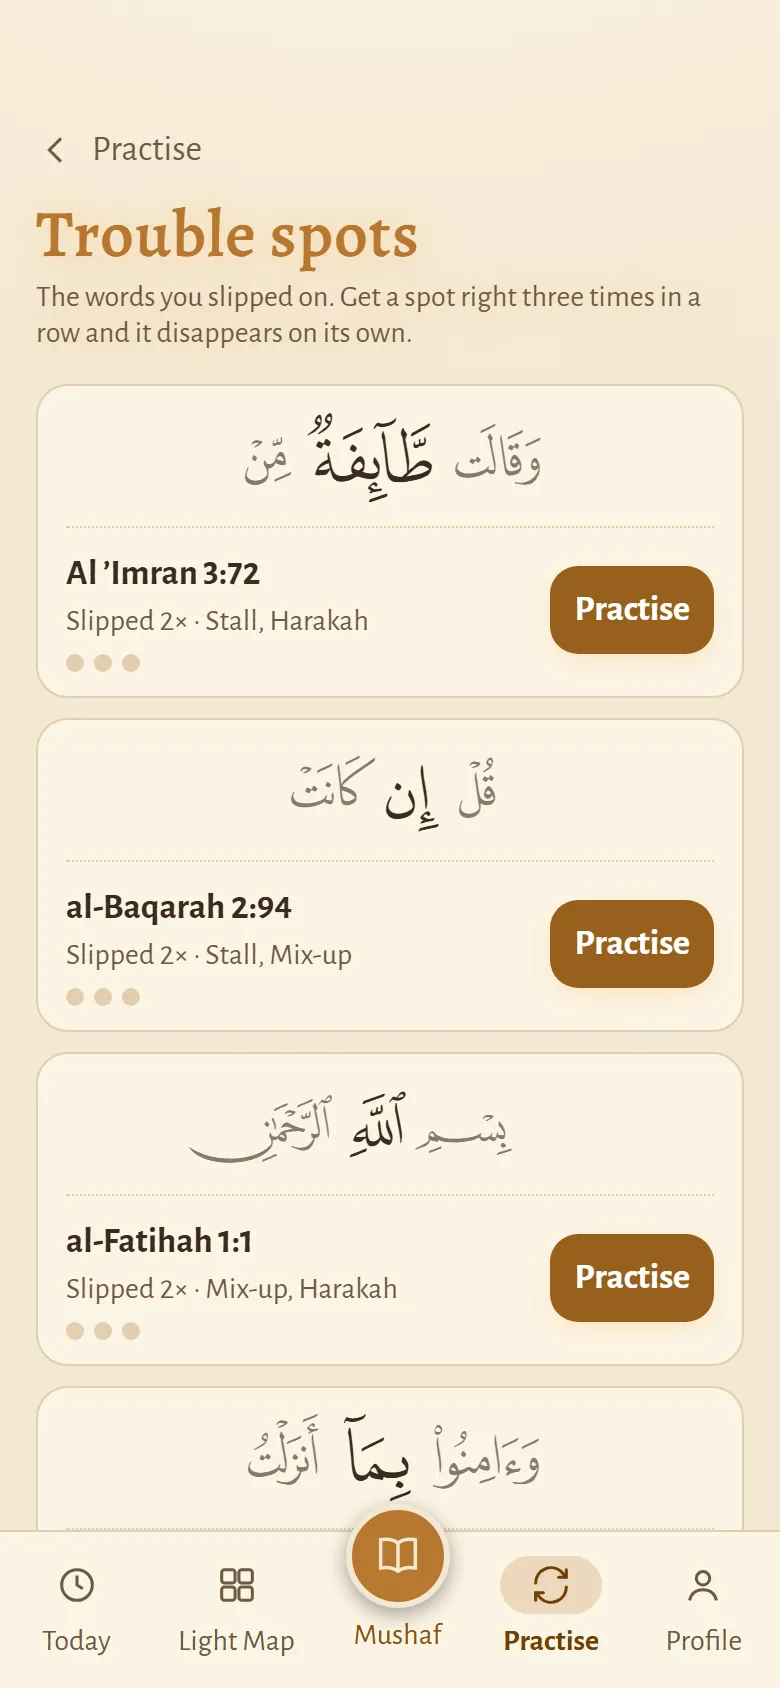 Practise
Trouble spots
The words you slipped on. Get a spot right three times in a
row and it disappears on its own.
وَقَالَت طَّآئِفَةٌ مِّنْ
Al ’Imran 3:72
Slipped 2× · Stall, Harakah
Practise
قُلْ إِن كَانَتْ
al-Baqarah 2:94
Slipped 2× · Stall, Mix-up
Practise
بِسْمِ ٱللَّهِ ٱلرَّحْمَٰنِ
al-Fatihah 1:1
Slipped 2× · Mix-up, Harakah
Practise
وَءَامِنُوا۟ بِمَآ أَنزَلْتُ
Today
Light Map
Mushaf
Practise
Profile